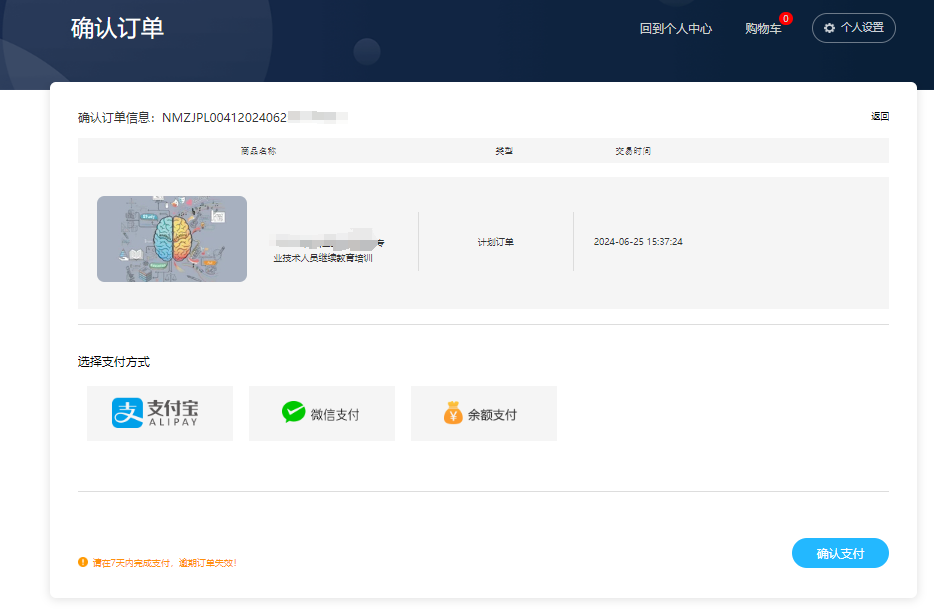 确认订单
回到个人中心
购物车
0
个人设置
确认订单信息：NMZJPL00412024062
返回
商品名称
类型
交易时间
Study
专
业技术人员继续教育培训
计划订单
2024-06-25 15:37:24
选择支付方式
支 支付宝
ALIPAY
微信支付
¥ 余额支付
! 请在7天内完成支付，逾期订单失效！
确认支付